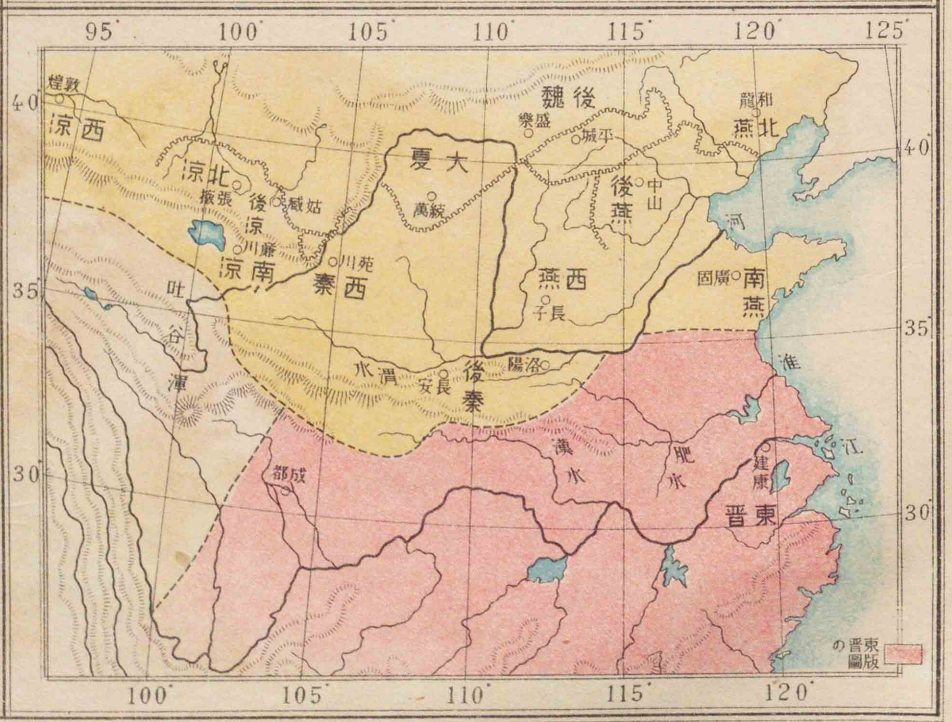 95°
100°
105°
110°
115°
120°
125°
40°
35°
30°
40°
35°
30°
100°
105°
110°
115°
120°
敦煌
西涼
北涼
張掖
後涼
姑臧
廉川
南涼
苑川
西秦
大夏
統萬
後魏
盛樂
平城
後燕
中山
和龍
北燕
河
西燕
長子
廣固
南燕
吐谷渾
渭水
長安
後秦
洛陽
淮
漢水
肥水
江
建康
東晉
成都
東晉の版圖